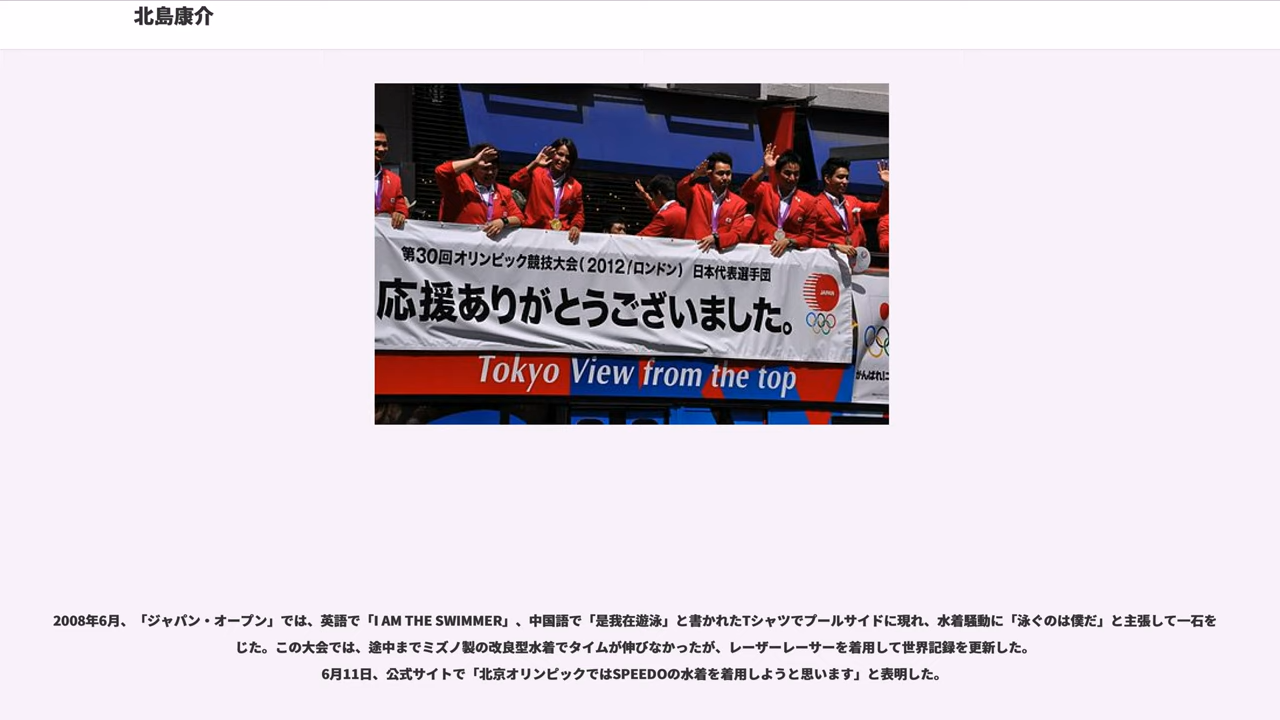 北島康介
第30回オリンピック競技大会(2012/ロンドン) 日本代表選手団
応援ありがとうございました。
JAPAN
がんばれ!ニ
Tokyo View from the top
2008年6月、「ジャパン・オープン」では、英語で「I AM THE SWIMMER」、中国語で「是我在遊泳」と書かれたTシャツでプールサイドに現れ、水着騒動に「泳ぐのは僕だ」と主張して一石を
じた。この大会では、途中までミズノ製の改良型水着でタイムが伸びなかったが、レーザーレーサーを着用して世界記録を更新した。
6月11日、公式サイトで「北京オリンピックではSPEEDOの水着を着用しようと思います」と表明した。